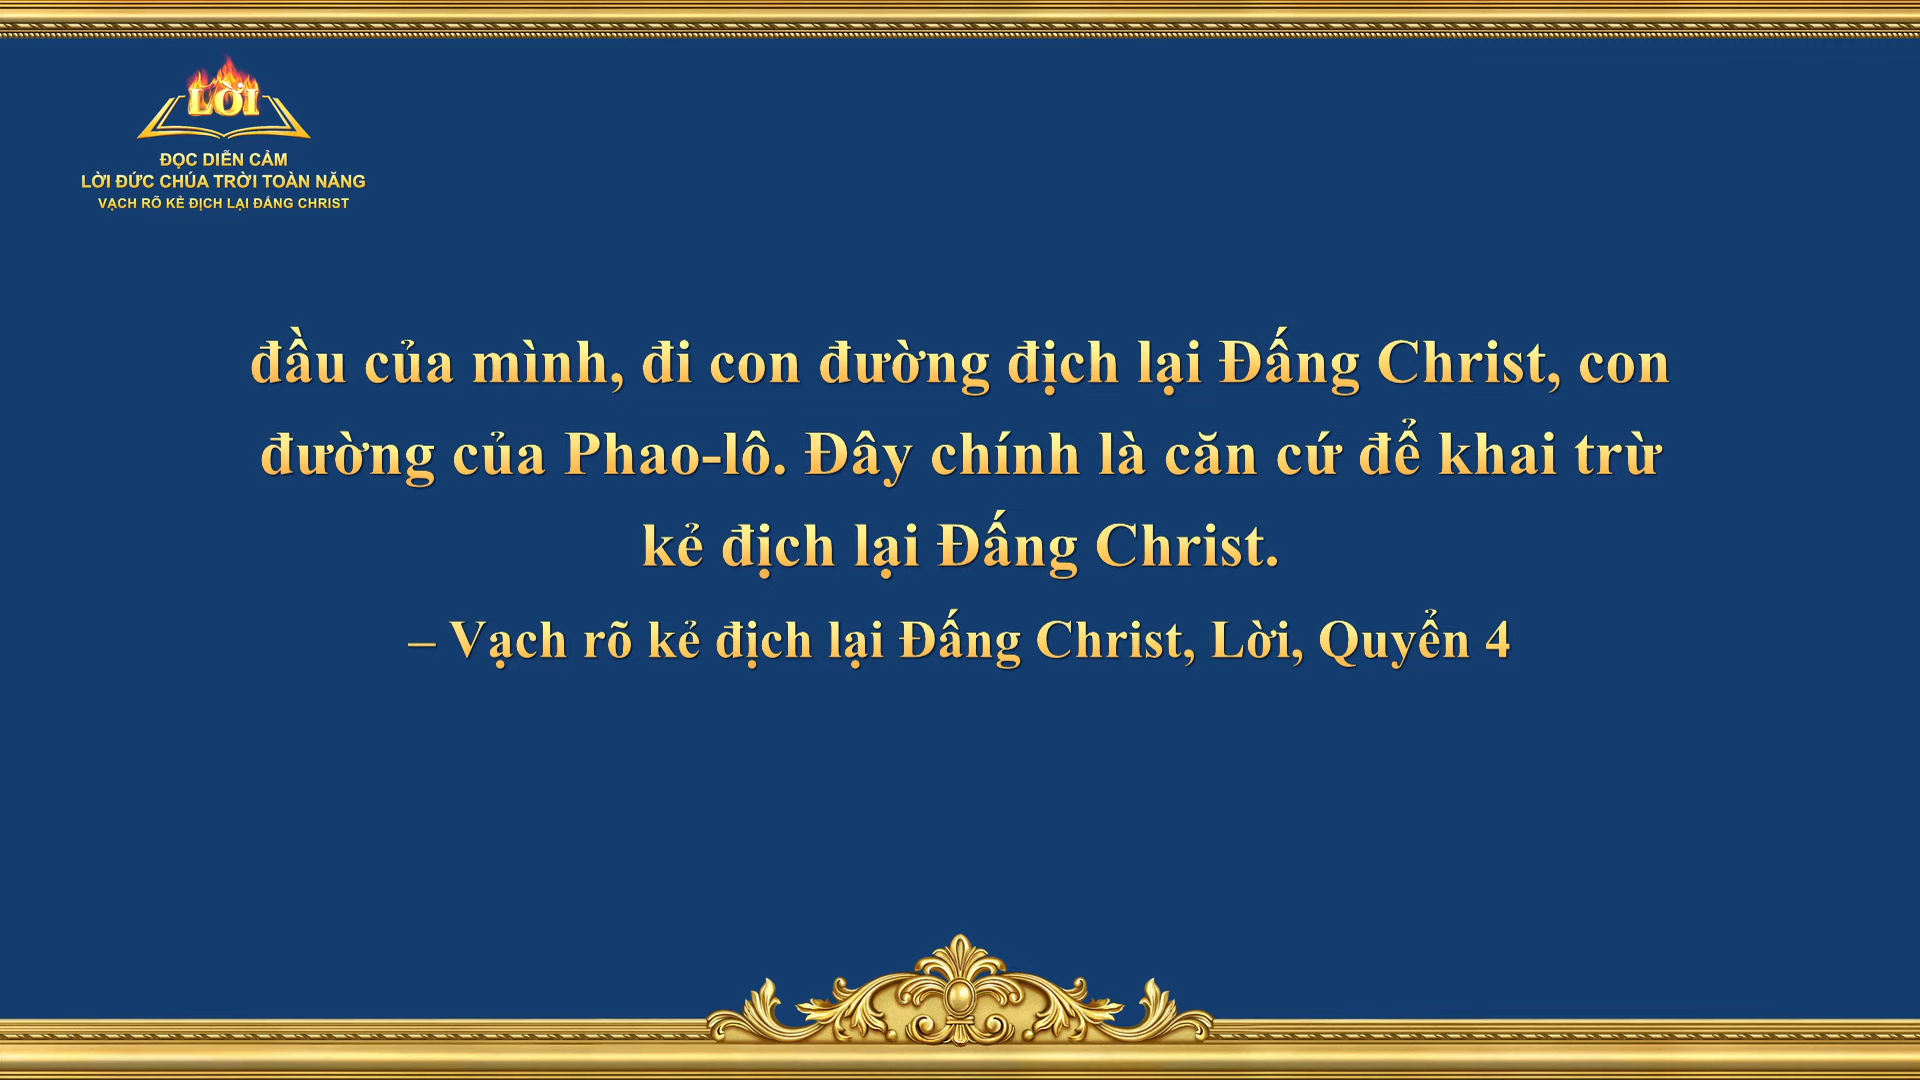 LỜI
ĐỌC DIỄN CẢM
LỜI ĐỨC CHÚA TRỜI TOÀN NĂNG
VẠCH RÕ KẺ ĐỊCH LẠI ĐẤNG CHRIST
đầu của mình, đi con đường địch lại Đấng Christ, con
đường của Phao-lô. Đây chính là căn cứ để khai trừ
kẻ địch lại Đấng Christ.
– Vạch rõ kẻ địch lại Đấng Christ, Lời, Quyển 4